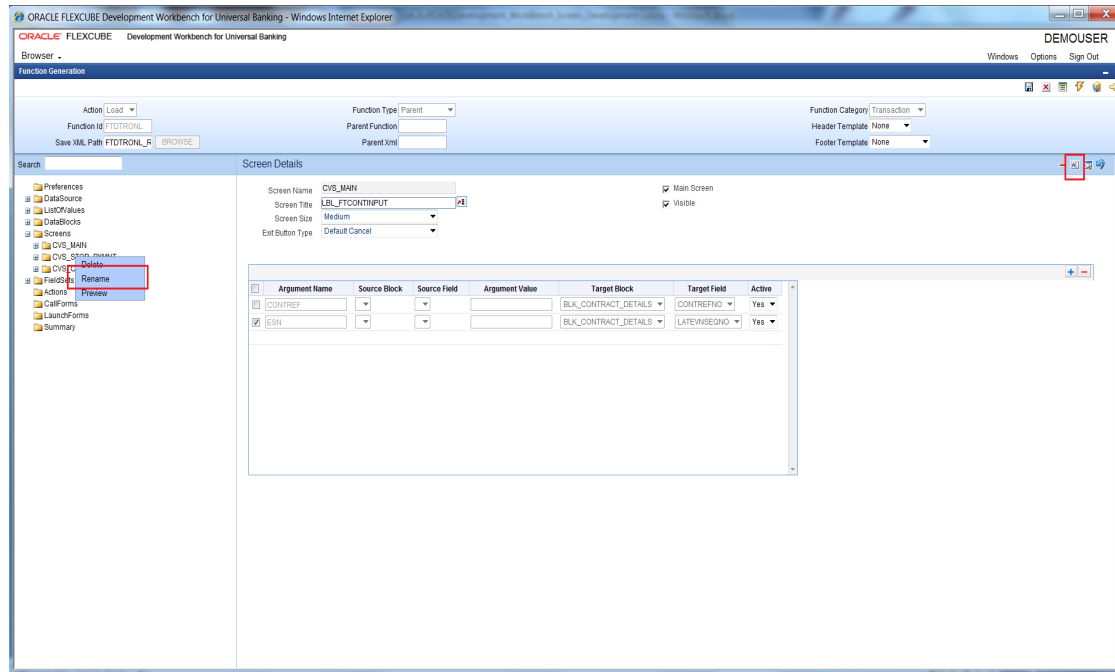 ORACLE FLEXCUBE Development Workbench for Universal Banking - Windows Internet Explorer
ORACLE FLEXCUBE Development Workbench for Universal Banking
DEMOUSER
Browser
Windows Options Sign Out
Function Generation
Action Load Function Type Parent Function Category Transaction
Function Id FTDTRONL Parent Function Header Template None
Save XML Path FTDTRONL_R BROWSE Parent Xml Footer Template None
Search Screen Details
Preferences
DataSource
ListOfValues
DataBlocks
Screens
CVS_MAIN
CVS_STOP_PYMNT
CVS_C
FieldSets
Actions
CallForms
LaunchForms
Summary
Delete
Rename
Preview
Screen Name CVS_MAIN Main Screen
Screen Title LBL_FTCONTINPUT Visible
Screen Size Medium
Exit Button Type Default Cancel
Argument Name Source Block Source Field Argument Value Target Block Target Field Active
CONTREF BLK_CONTRACT_DETAILS CONTREFNO Yes
ESN BLK_CONTRACT_DETAILS LATEVNSEQNO Yes